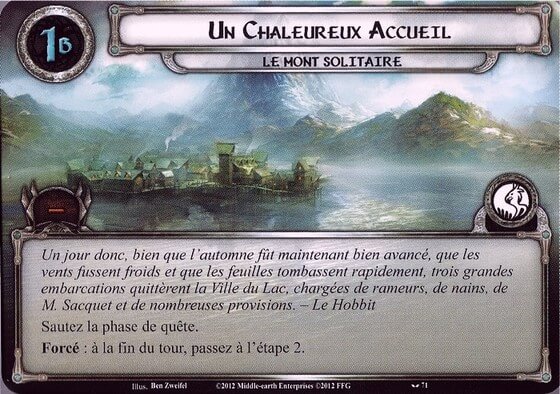 1B
Un Chaleureux Accueil
Le Mont Solitaire
–
Un jour donc, bien que l'automne fût maintenant bien avancé, que les
vents fussent froids et que les feuilles tombassent rapidement, trois grandes
embarcations quittèrent la Ville du Lac, chargées de rameurs, de nains, de
M. Sacquet et de nombreuses provisions. – Le Hobbit
Sautez la phase de quête.
Forcé : à la fin du tour, passez à l'étape 2.
Illus. Ben Zweifel ©2012 Middle-earth Enterprises ©2012 FFG 71